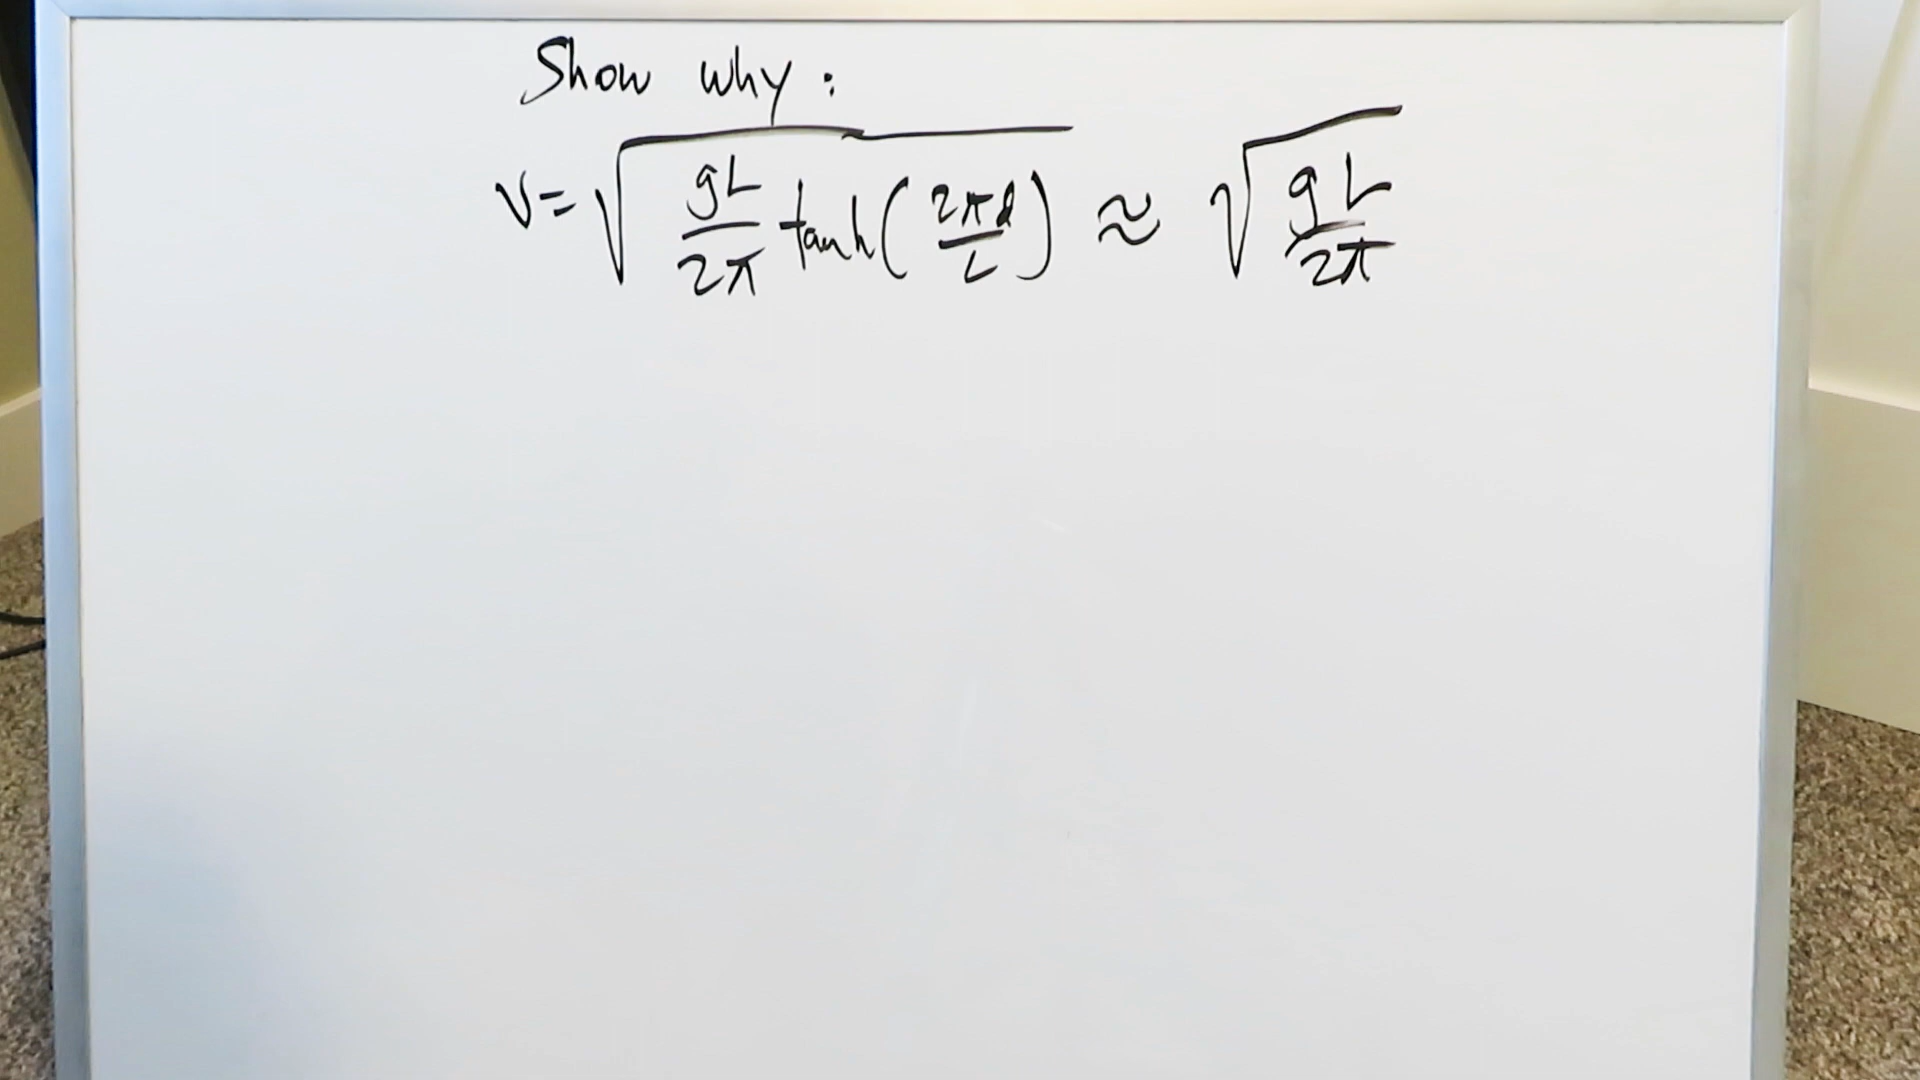 Show why:
v = √(gL/2π tanh(2πd/L)) ≈ √(gL/2π)